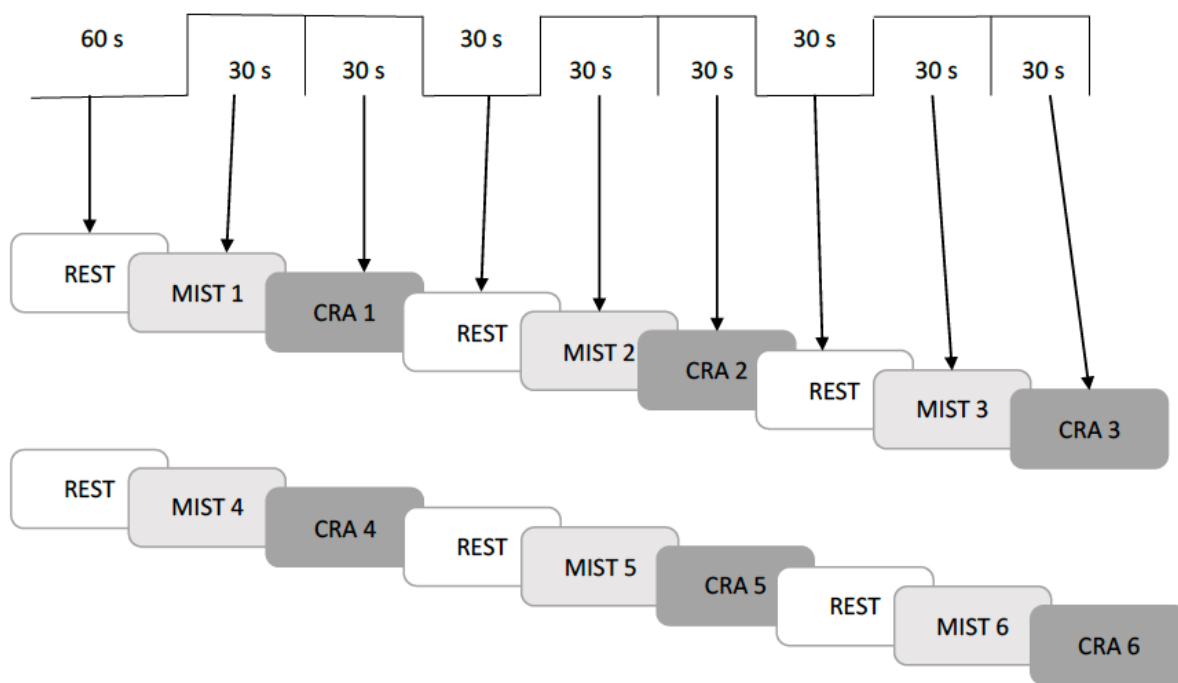 60 s
30 s
30 s
30 s
30 s
30 s
30 s
30 s
30 s
REST
MIST 1
CRA 1
REST
MIST 2
CRA 2
REST
MIST 3
CRA 3
REST
MIST 4
CRA 4
REST
MIST 5
CRA 5
REST
MIST 6
CRA 6